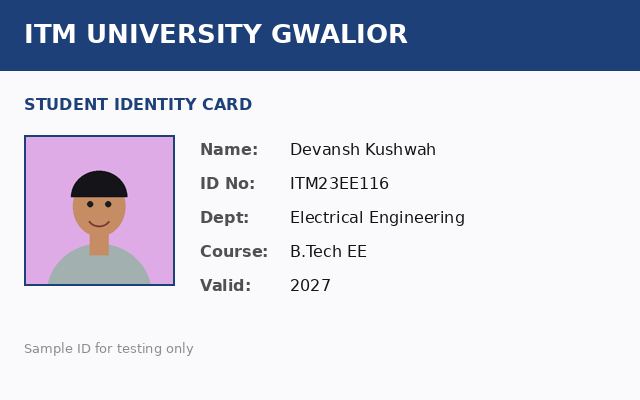 ITM UNIVERSITY GWALIOR
STUDENT IDENTITY CARD
Name: Devansh Kushwah
ID No: ITM23EE116
Dept: Electrical Engineering
Course: B.Tech EE
Valid: 2027
Sample ID for testing only